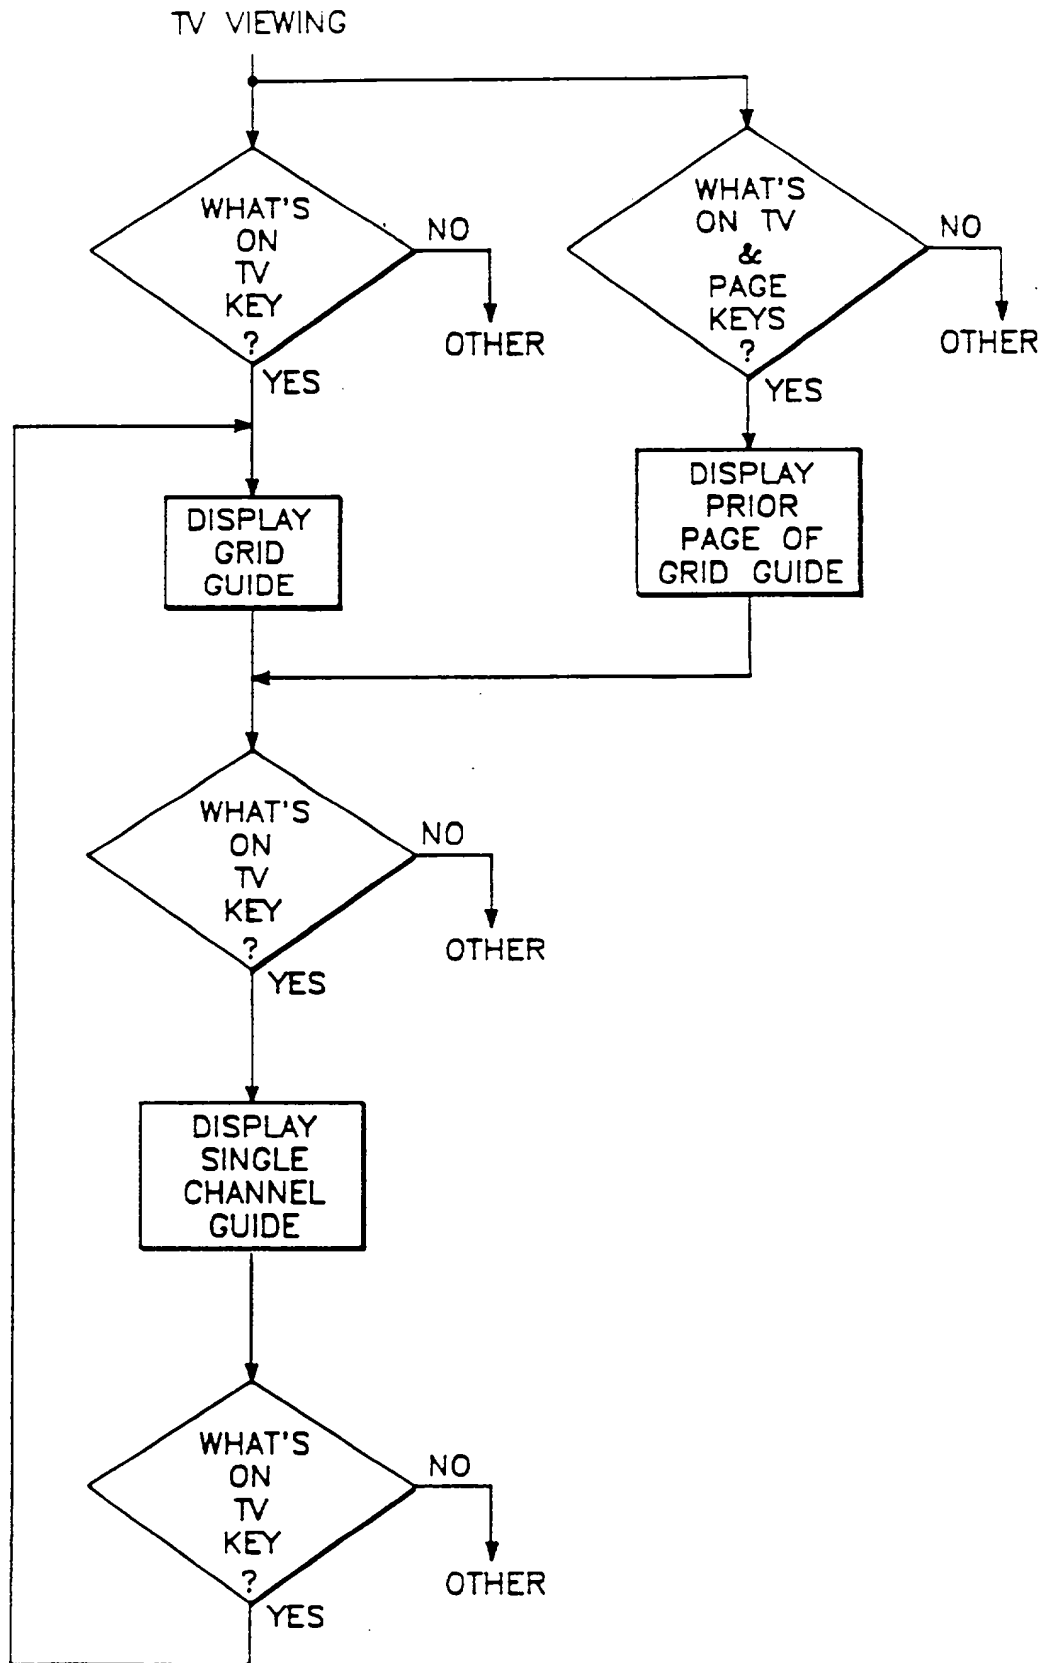 TV VIEWING
WHAT'S
ON
TV
KEY
?
NO
OTHER
YES
WHAT'S
ON TV
&
PAGE
KEYS
?
NO
OTHER
YES
DISPLAY
GRID
GUIDE
DISPLAY
PRIOR
PAGE OF
GRID GUIDE
WHAT'S
ON
TV
KEY
?
NO
OTHER
YES
DISPLAY
SINGLE
CHANNEL
GUIDE
WHAT'S
ON
TV
KEY
?
NO
OTHER
YES